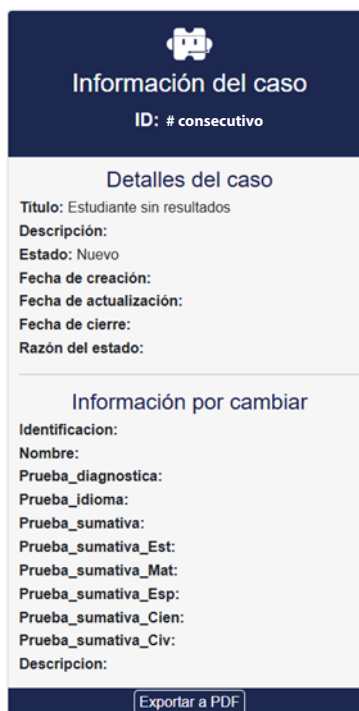 Información del caso
ID: # consecutivo
Detalles del caso
Titulo: Estudiante sin resultados
Descripción:
Estado: Nuevo
Fecha de creación:
Fecha de actualización:
Fecha de cierre:
Razón del estado:
Información por cambiar
Identificacion:
Nombre:
Prueba_diagnostica:
Prueba_idioma:
Prueba_sumativa:
Prueba_sumativa_Est:
Prueba_sumativa_Mat:
Prueba_sumativa_Esp:
Prueba_sumativa_Cien:
Prueba_sumativa_Civ:
Descripcion:
Exportar a PDF